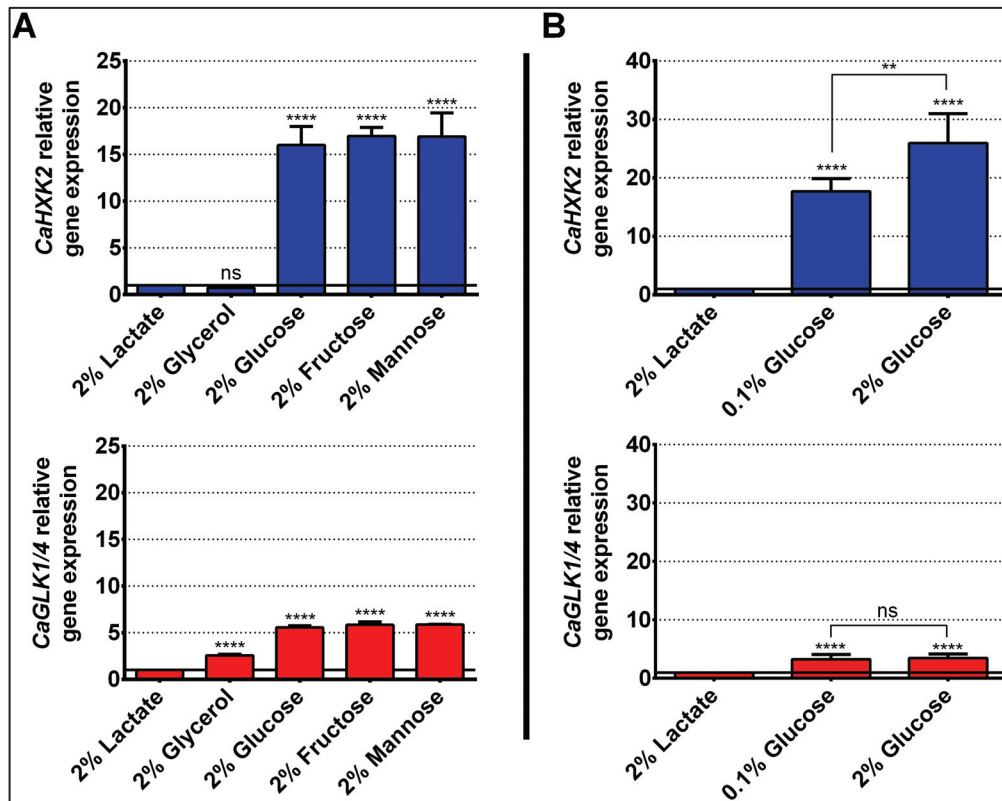 A
CaHXK2 relative
gene expression
25
20
15
10
5
0
ns
****
****
****
2% Lactate
2% Glycerol
2% Glucose
2% Fructose
2% Mannose
CaGLK1/4 relative
gene expression
25
20
15
10
5
0
****
****
****
****
2% Lactate
2% Glycerol
2% Glucose
2% Fructose
2% Mannose
B
CaHXK2 relative
gene expression
40
30
20
10
0
**
****
****
2% Lactate
0.1% Glucose
2% Glucose
CaGLK1/4 relative
gene expression
40
30
20
10
0
ns
****
****
2% Lactate
0.1% Glucose
2% Glucose